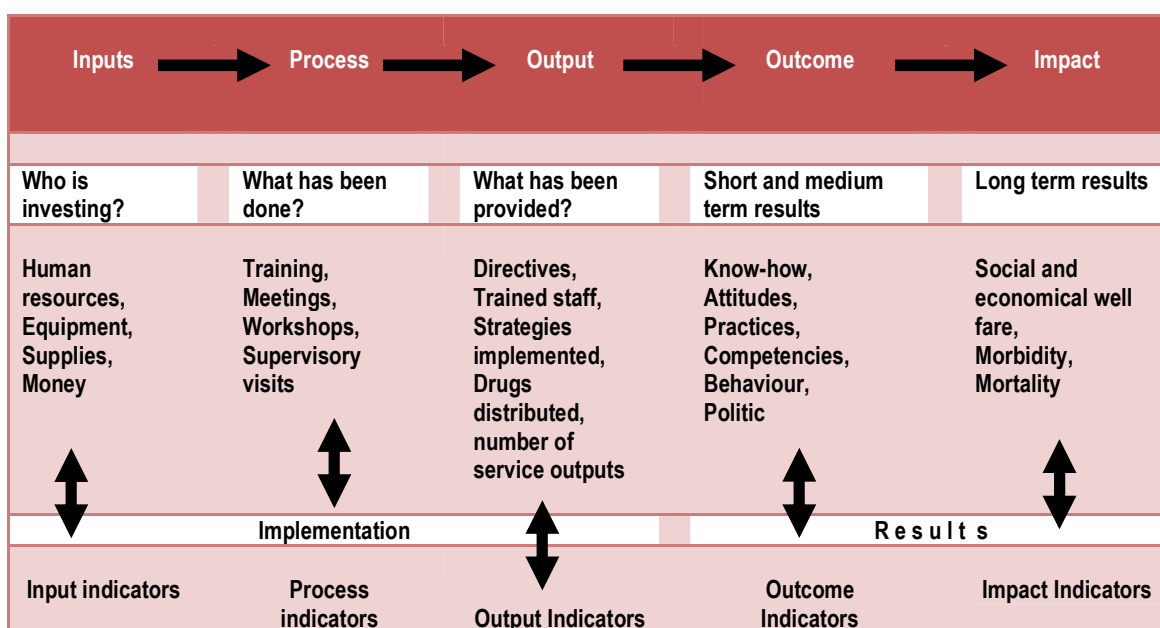 Inputs
Process
Output
Outcome
Impact
Who is
investing?
What has been
done?
What has been
provided?
Short and medium
term results
Long term results
Human
resources,
Equipment,
Supplies,
Money
Training,
Meetings,
Workshops,
Supervisory
visits
Directives,
Trained staff,
Strategies
implemented,
Drugs
distributed,
number of
service outputs
Know-how,
Attitudes,
Practices,
Competencies,
Behaviour,
Politic
Social and
economical well
fare,
Morbidity,
Mortality
Implementation
R e s u l t s
Input indicators
Process
indicators
Output Indicators
Outcome
Indicators
Impact Indicators